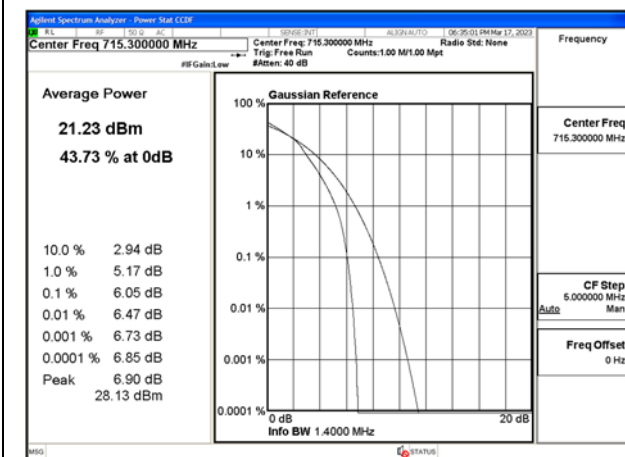 Agilent Spectrum Analyzer - Power Stat CCDF
RL RF 50 Ω AC SENSE:INT ALIGN AUTO 06:35:01 PM Mar 17, 2023
Center Freq 715.300000 MHz
Center Freq: 715.300000 MHz Radio Std: None
Trig: Free Run Counts:1.00 M/1.00 Mpt
#IFGain:Low #Atten: 40 dB
Frequency
Average Power
21.23 dBm
43.73 % at 0dB
10.0 % 2.94 dB
1.0 % 5.17 dB
0.1 % 6.05 dB
0.01 % 6.47 dB
0.001 % 6.73 dB
0.0001 % 6.85 dB
Peak 6.90 dB
28.13 dBm
Gaussian Reference
100 %
10 %
1 %
0.1 %
0.01 %
0.001 %
0.0001 %
0 dB 20 dB
Info BW 1.4000 MHz
Center Freq
715.300000 MHz
CF Step
5.000000 MHz
Auto Man
Freq Offset
0 Hz
MSG STATUS